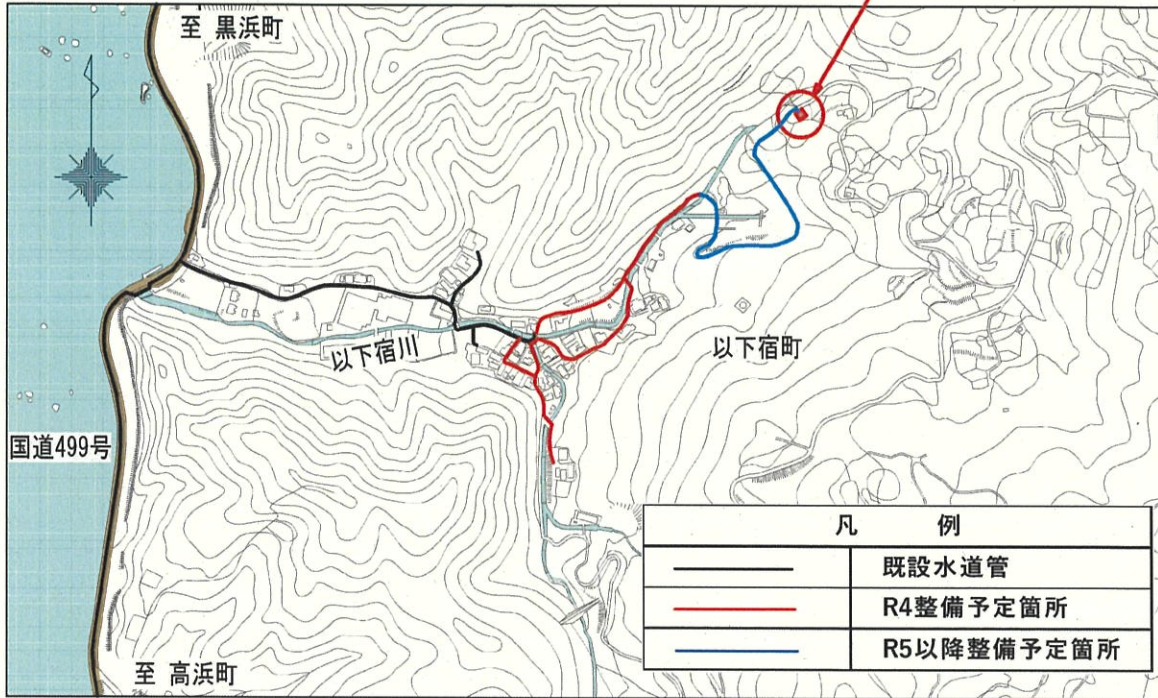 至 黒浜町
以下宿川
以下宿町
国道499号
至 高浜町
凡 例
既設水道管
R4整備予定箇所
R5以降整備予定箇所